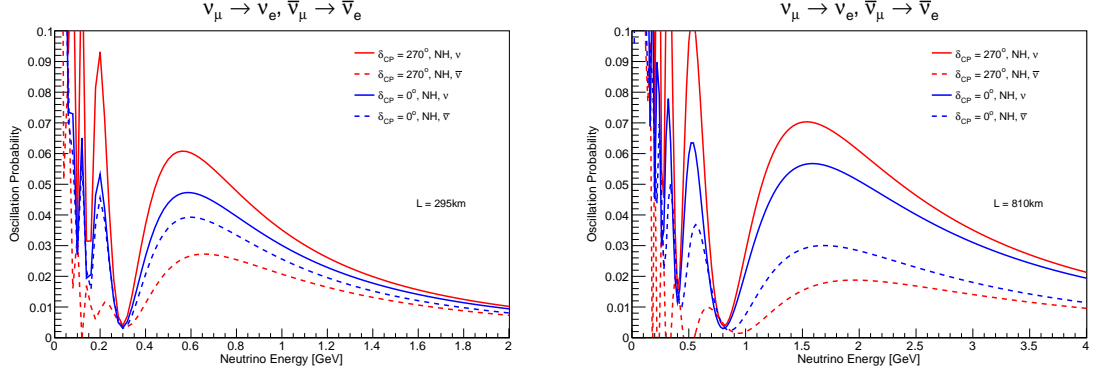 ν_μ → ν_e, ν̅_μ → ν̅_e
Oscillation Probability
0.1
0.09
0.08
0.07
0.06
0.05
0.04
0.03
0.02
0.01
0
δ_CP = 270°, NH, ν
δ_CP = 270°, NH, ν̅
δ_CP = 0°, NH, ν
δ_CP = 0°, NH, ν̅
L = 295km
0 0.2 0.4 0.6 0.8 1 1.2 1.4 1.6 1.8 2
Neutrino Energy [GeV]
ν_μ → ν_e, ν̅_μ → ν̅_e
Oscillation Probability
0.1
0.09
0.08
0.07
0.06
0.05
0.04
0.03
0.02
0.01
0
δ_CP = 270°, NH, ν
δ_CP = 270°, NH, ν̅
δ_CP = 0°, NH, ν
δ_CP = 0°, NH, ν̅
L = 810km
0 0.5 1 1.5 2 2.5 3 3.5 4
Neutrino Energy [GeV]